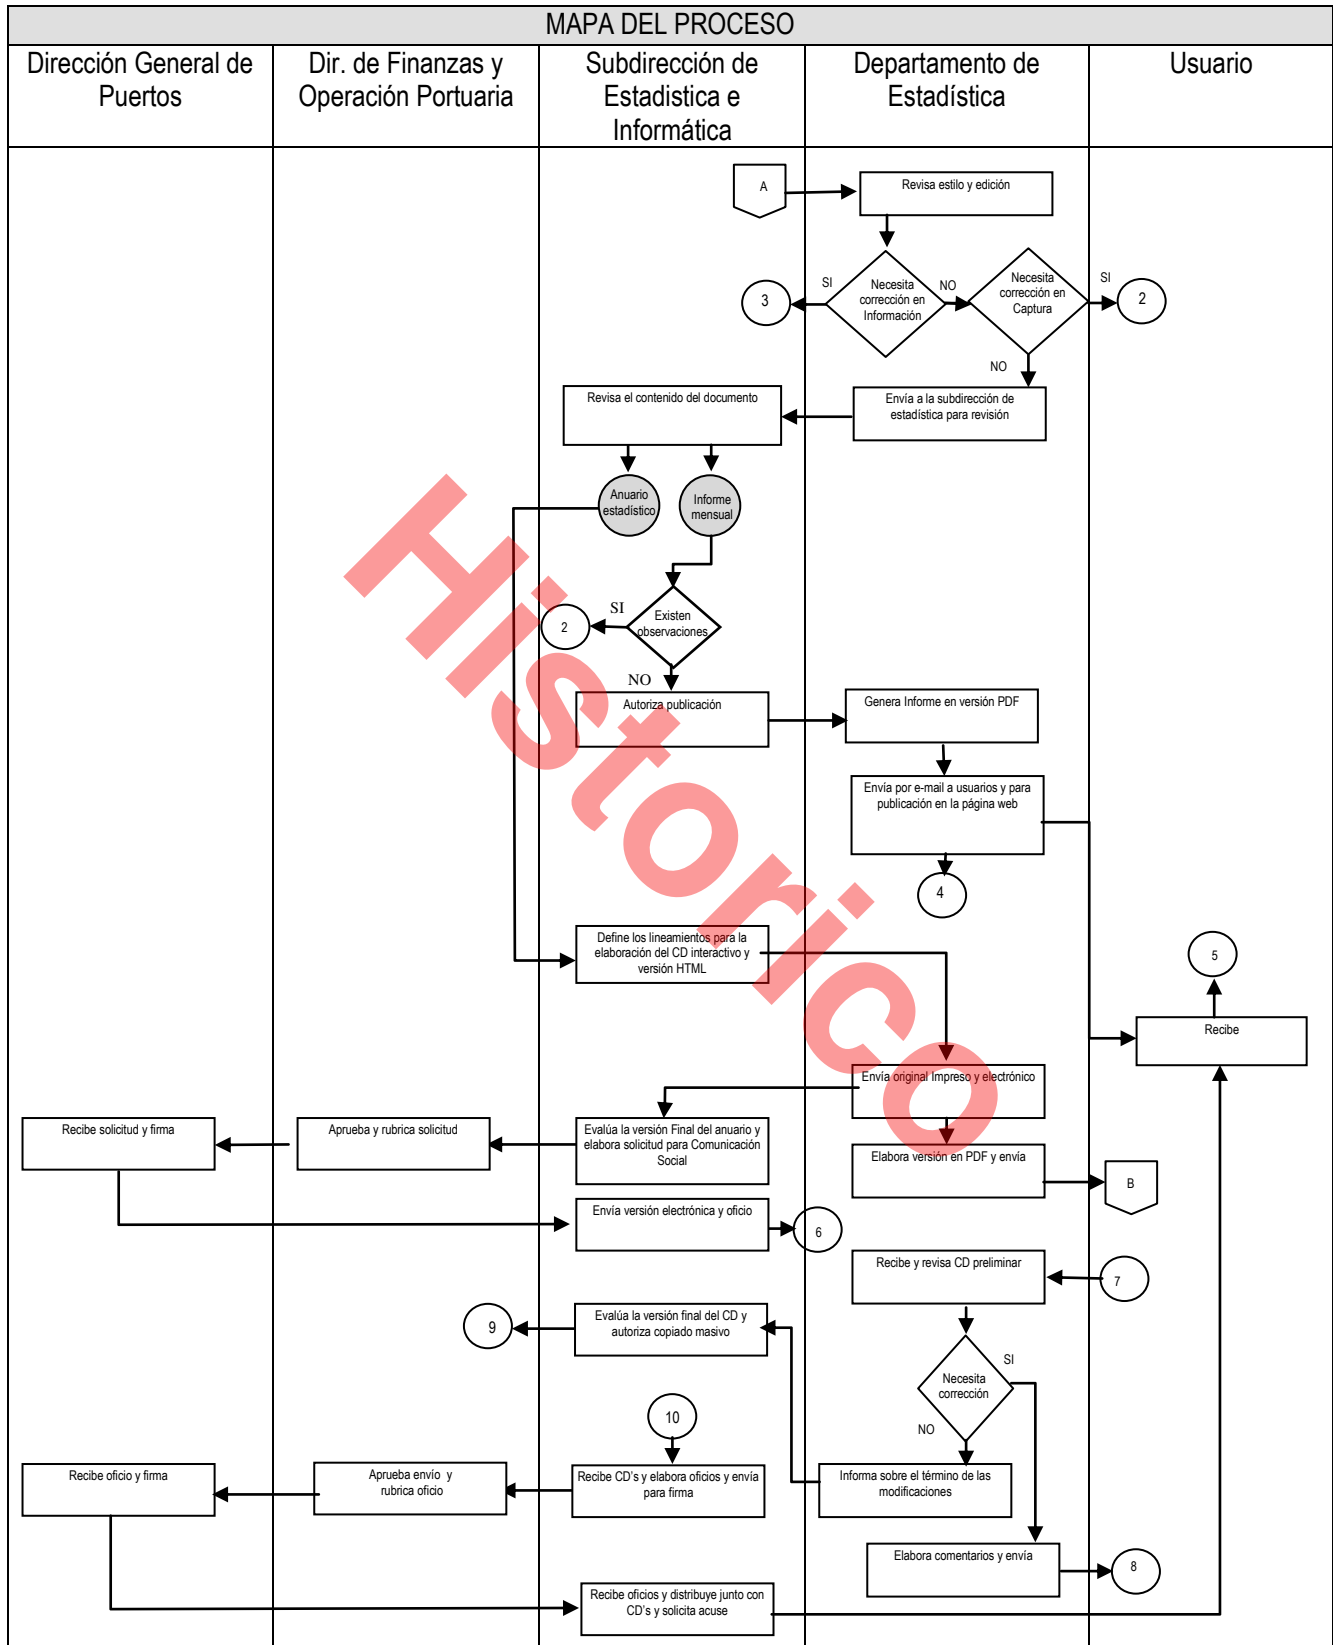 MAPA DEL PROCESO
Dirección General de
Puertos
Dir. de Finanzas y
Operación Portuaria
Subdirección de
Estadistica e
Informática
Departamento de
Estadística
Usuario
A
Revisa estilo y edición
SI
3
Necesita
corrección en
Información
NO
Necesita
corrección en
Captura
SI
2
NO
Revisa el contenido del documento
Envía a la subdirección de
estadística para revisión
Anuario
estadístico
Informe
mensual
2
SI
Existen
observaciones
NO
Autoriza publicación
Genera Informe en versión PDF
Envía por e-mail a usuarios y para
publicación en la página web
4
Define los lineamientos para la
elaboración del CD interactivo y
versión HTML
5
Recibe
Envía original Impreso y electrónico
Recibe solicitud y firma
Aprueba y rubrica solicitud
Evalúa la versión Final del anuario y
elabora solicitud para Comunicación
Social
Elabora versión en PDF y envía
B
Envía versión electrónica y oficio
6
Recibe y revisa CD preliminar
7
9
Evalúa la versión final del CD y
autoriza copiado masivo
Necesita
corrección
SI
NO
10
Recibe oficio y firma
Aprueba envío y
rubrica oficio
Recibe CD's y elabora oficios y envía
para firma
Informa sobre el término de las
modificaciones
Elabora comentarios y envía
8
Recibe oficios y distribuye junto con
CD's y solicita acuse
Historico